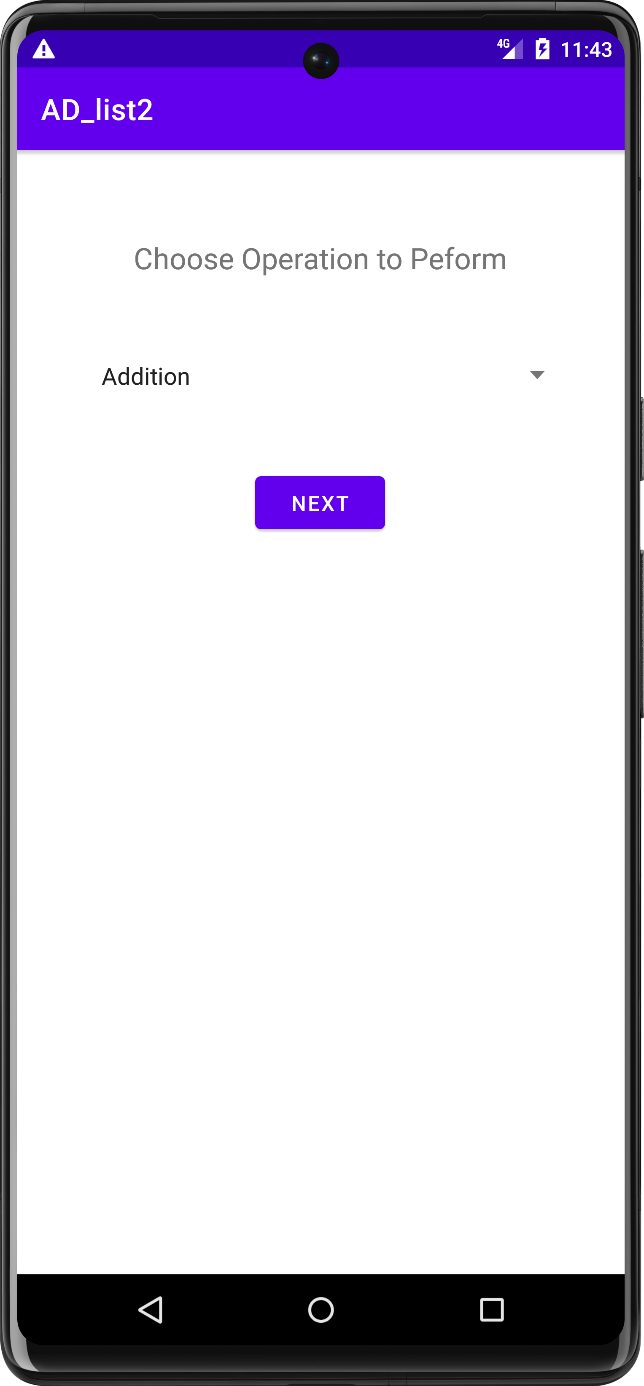 4G 11:43
AD_list2
Choose Operation to Peform
Addition
NEXT